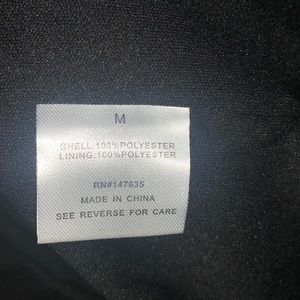 M
SHELL:100%POLYESTER
LINING:100%POLYESTER
RN#147635
MADE IN CHINA
SEE REVERSE FOR CARE